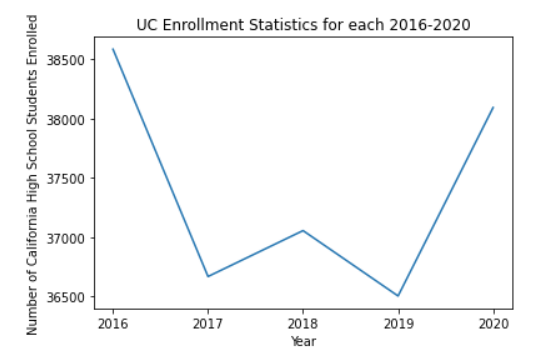 UC Enrollment Statistics for each 2016-2020
Number of California High School Students Enrolled
38500
38000
37500
37000
36500
2016 2017 2018 2019 2020
Year